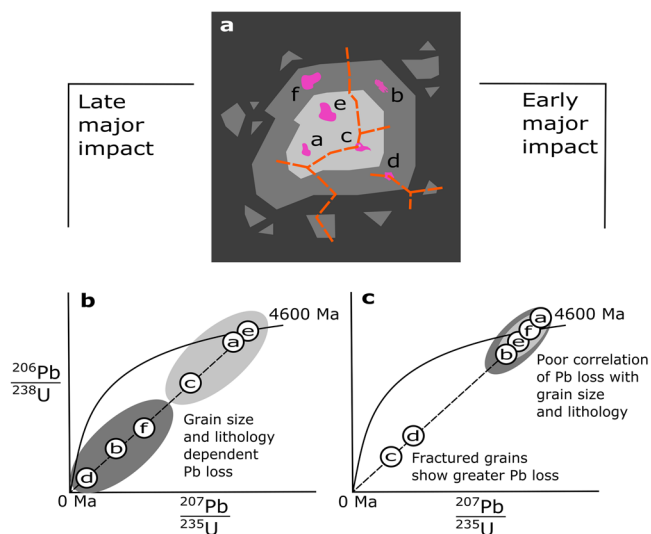 a
Late
major
impact
Early
major
impact
f
b
e
a
c
d
b
4600 Ma
e
a
c
f
b
d
Grain size
and lithology
dependent
Pb loss
206Pb
238U
0 Ma
207Pb
235U
c
4600 Ma
a
f
e
b
d
c
Poor correlation
of Pb loss with
grain size
and lithology
Fractured grains
show greater Pb loss
0 Ma
207Pb
235U